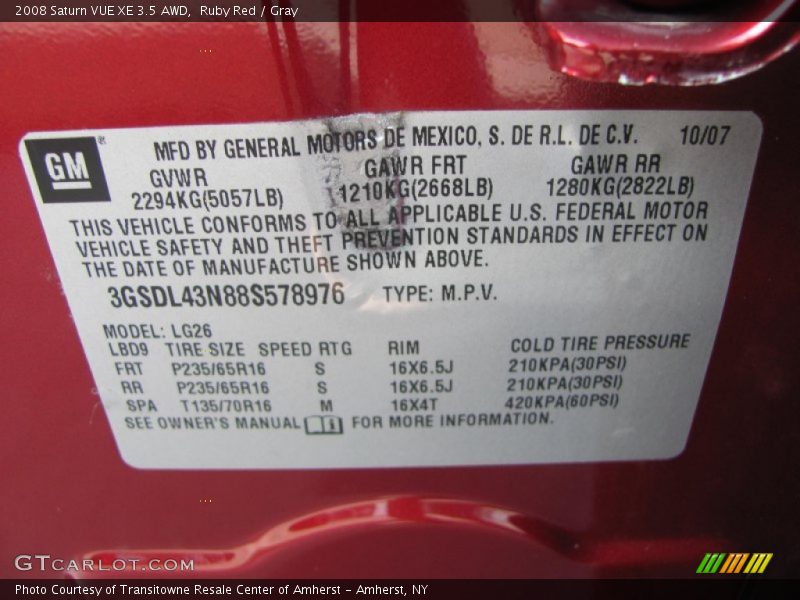 2008 Saturn VUE XE 3.5 AWD,  Ruby Red / Gray
GM ®
MFD BY GENERAL MOTORS DE MEXICO, S. DE R.L. DE C.V. 10/07
GVWR GAWR FRT GAWR RR
2294KG(5057LB) 1210KG(2668LB) 1280KG(2822LB)
THIS VEHICLE CONFORMS TO ALL APPLICABLE U.S. FEDERAL MOTOR
VEHICLE SAFETY AND THEFT PREVENTION STANDARDS IN EFFECT ON
THE DATE OF MANUFACTURE SHOWN ABOVE.
3GSDL43N88S578976 TYPE: M.P.V.
MODEL: LG26
LBD9 TIRE SIZE SPEED RTG RIM COLD TIRE PRESSURE
FRT P235/65R16 S 16X6.5J 210KPA(30PSI)
RR P235/65R16 S 16X6.5J 210KPA(30PSI)
SPA T135/70R16 M 16X4T 420KPA(60PSI)
SEE OWNER'S MANUAL FOR MORE INFORMATION.
GTCARLOT.COM
Photo Courtesy of Transitowne Resale Center of Amherst - Amherst, NY